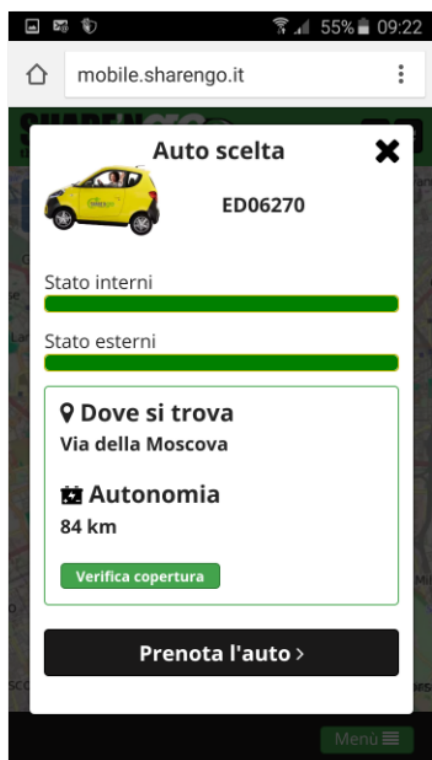 55% 09:22
mobile.sharengo.it
SHARENGO
Auto scelta
ED06270
Stato interni
Stato esterni
Dove si trova
Via della Moscova
Autonomia
84 km
Verifica copertura
Prenota l'auto >
Menù